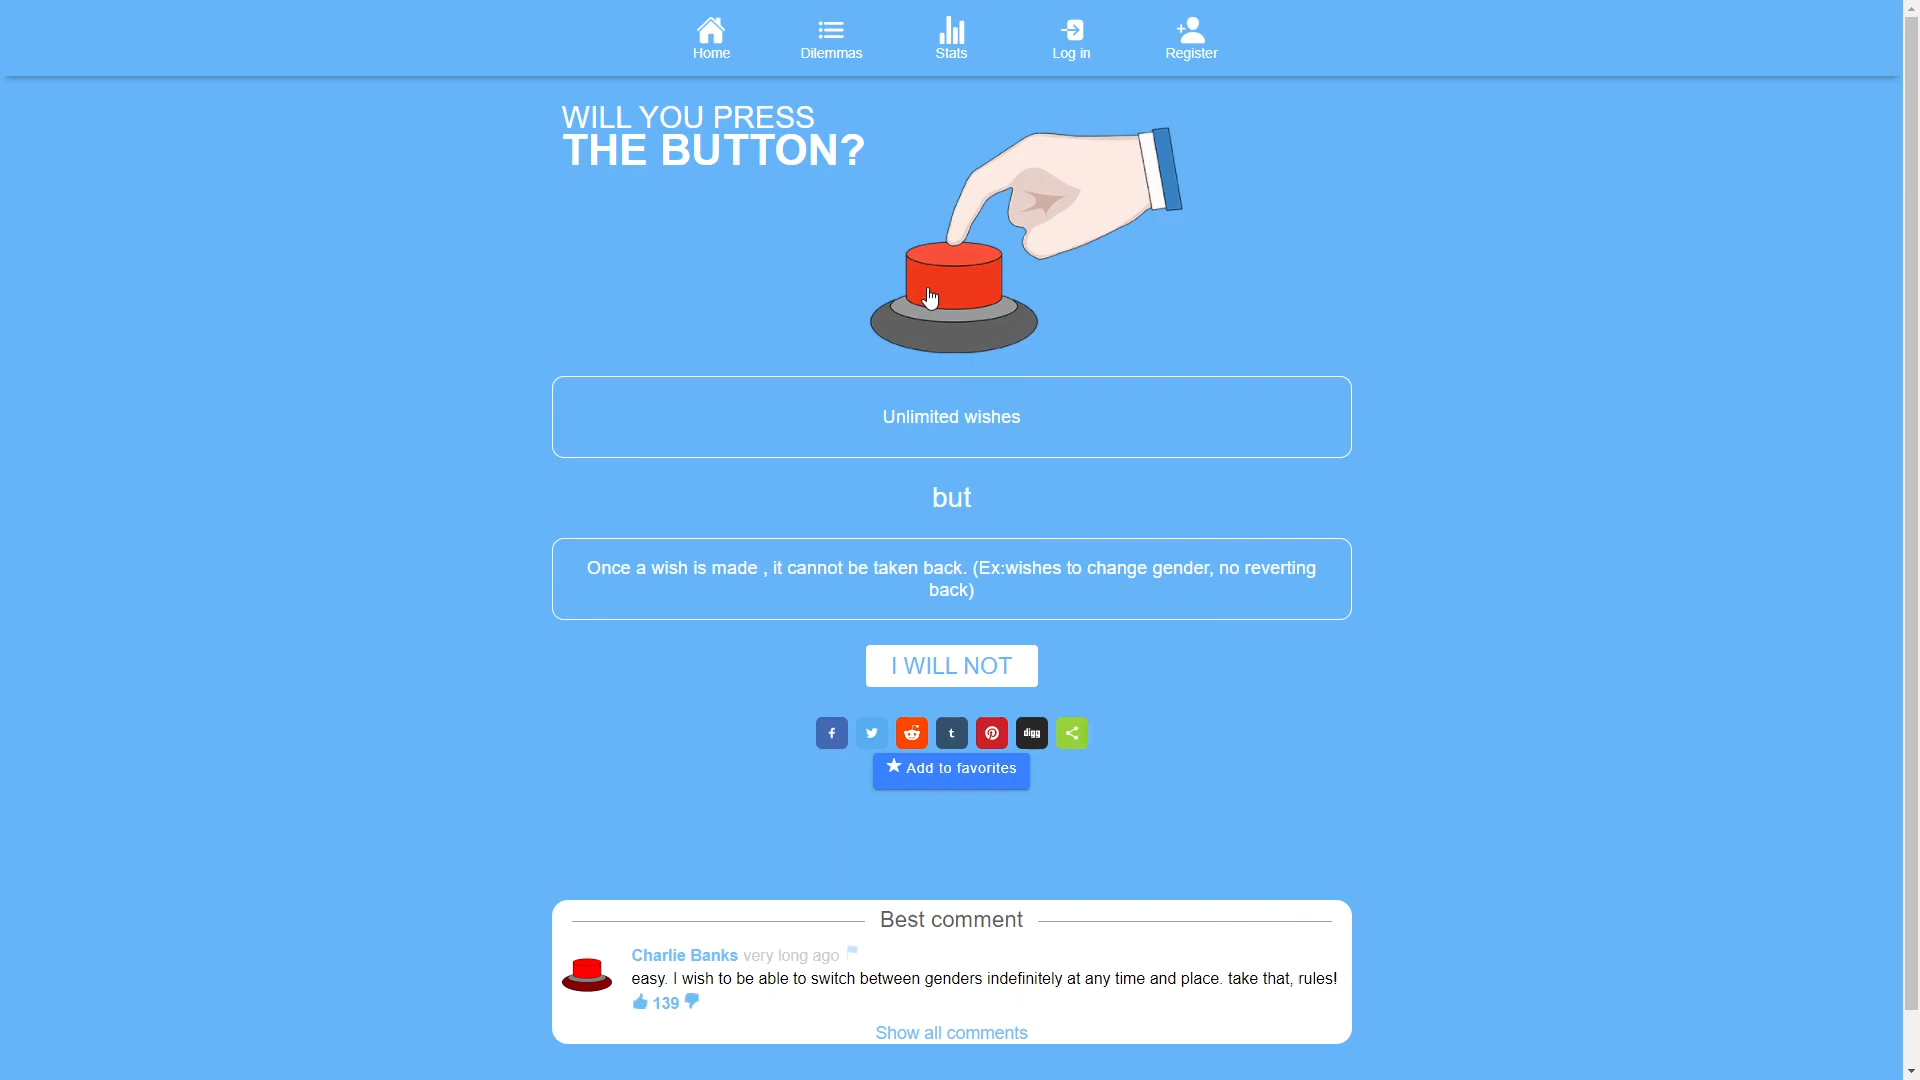 Home
Dilemmas
Stats
Log in
Register
WILL YOU PRESS
THE BUTTON?
Unlimited wishes
but
Once a wish is made , it cannot be taken back. (Ex:wishes to change gender, no reverting
back)
I WILL NOT
f
t
digg
Add to favorites
Best comment
Charlie Banks very long ago
easy. I wish to be able to switch between genders indefinitely at any time and place. take that, rules!
139
Show all comments